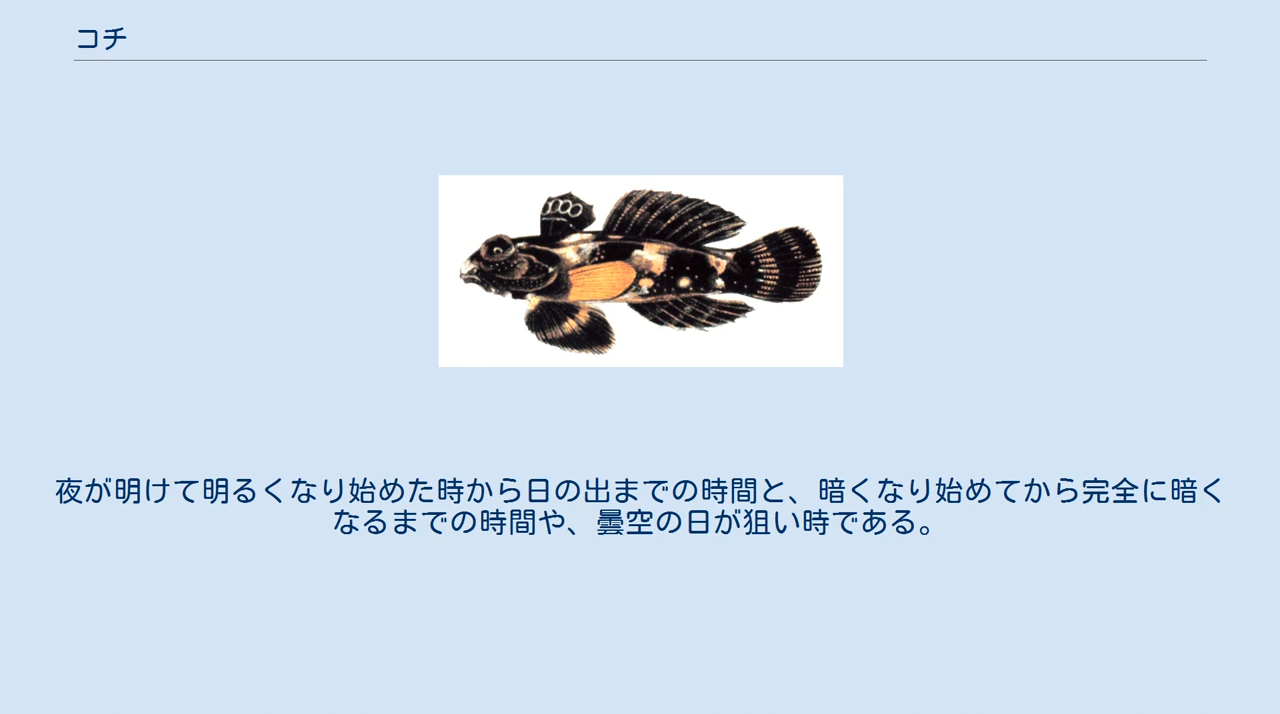 コチ
夜が明けて明るくなり始めた時から日の出までの時間と、暗くなり始めてから完全に暗く
なるまでの時間や、曇空の日が狙い時である。